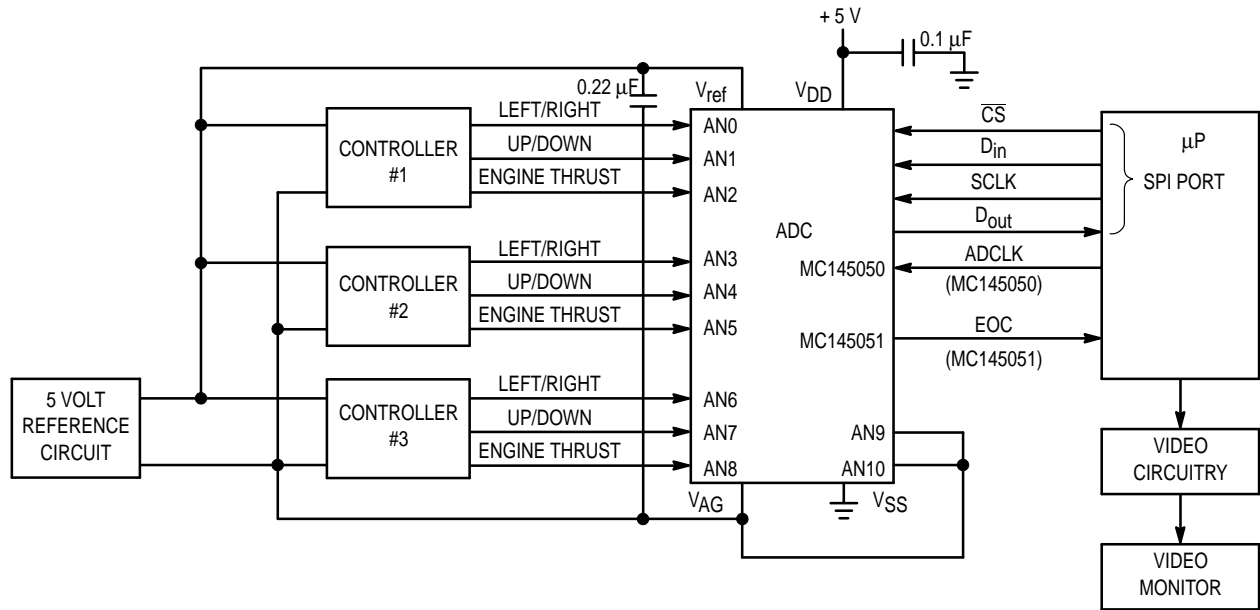 + 5 V
0.1 μF
0.22 μF
Vref
VDD
CONTROLLER
#1
LEFT/RIGHT
UP/DOWN
ENGINE THRUST
AN0
AN1
AN2
CS
Din
SCLK
Dout
μP
SPI PORT
ADC
CONTROLLER
#2
LEFT/RIGHT
UP/DOWN
ENGINE THRUST
AN3
AN4
AN5
MC145050
ADCLK
(MC145050)
MC145051
EOC
(MC145051)
5 VOLT
REFERENCE
CIRCUIT
CONTROLLER
#3
LEFT/RIGHT
UP/DOWN
ENGINE THRUST
AN6
AN7
AN8
AN9
AN10
VAG
VSS
VIDEO
CIRCUITRY
VIDEO
MONITOR